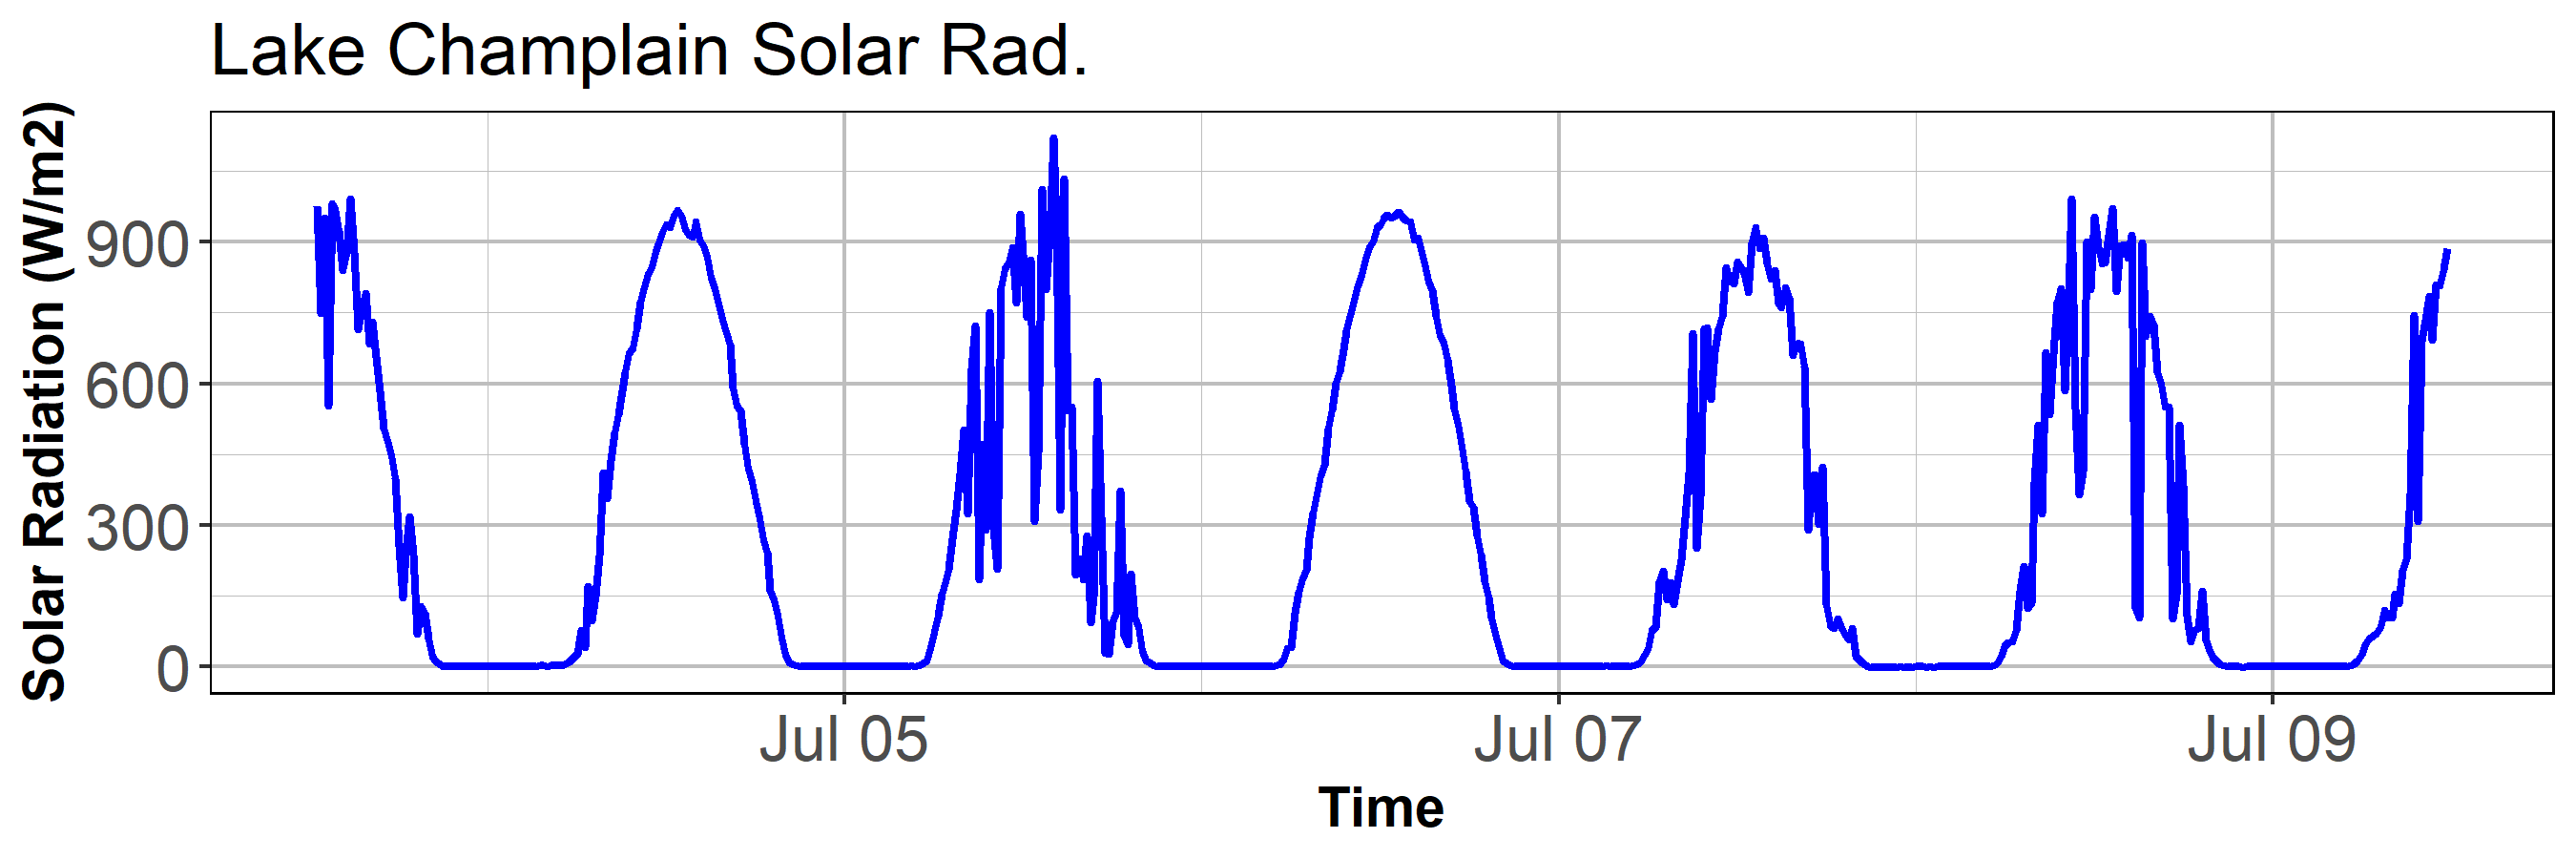 Lake Champlain Solar Rad.
Solar Radiation (W/m2)
900
600
300
0
Jul 05 Jul 07 Jul 09
Time